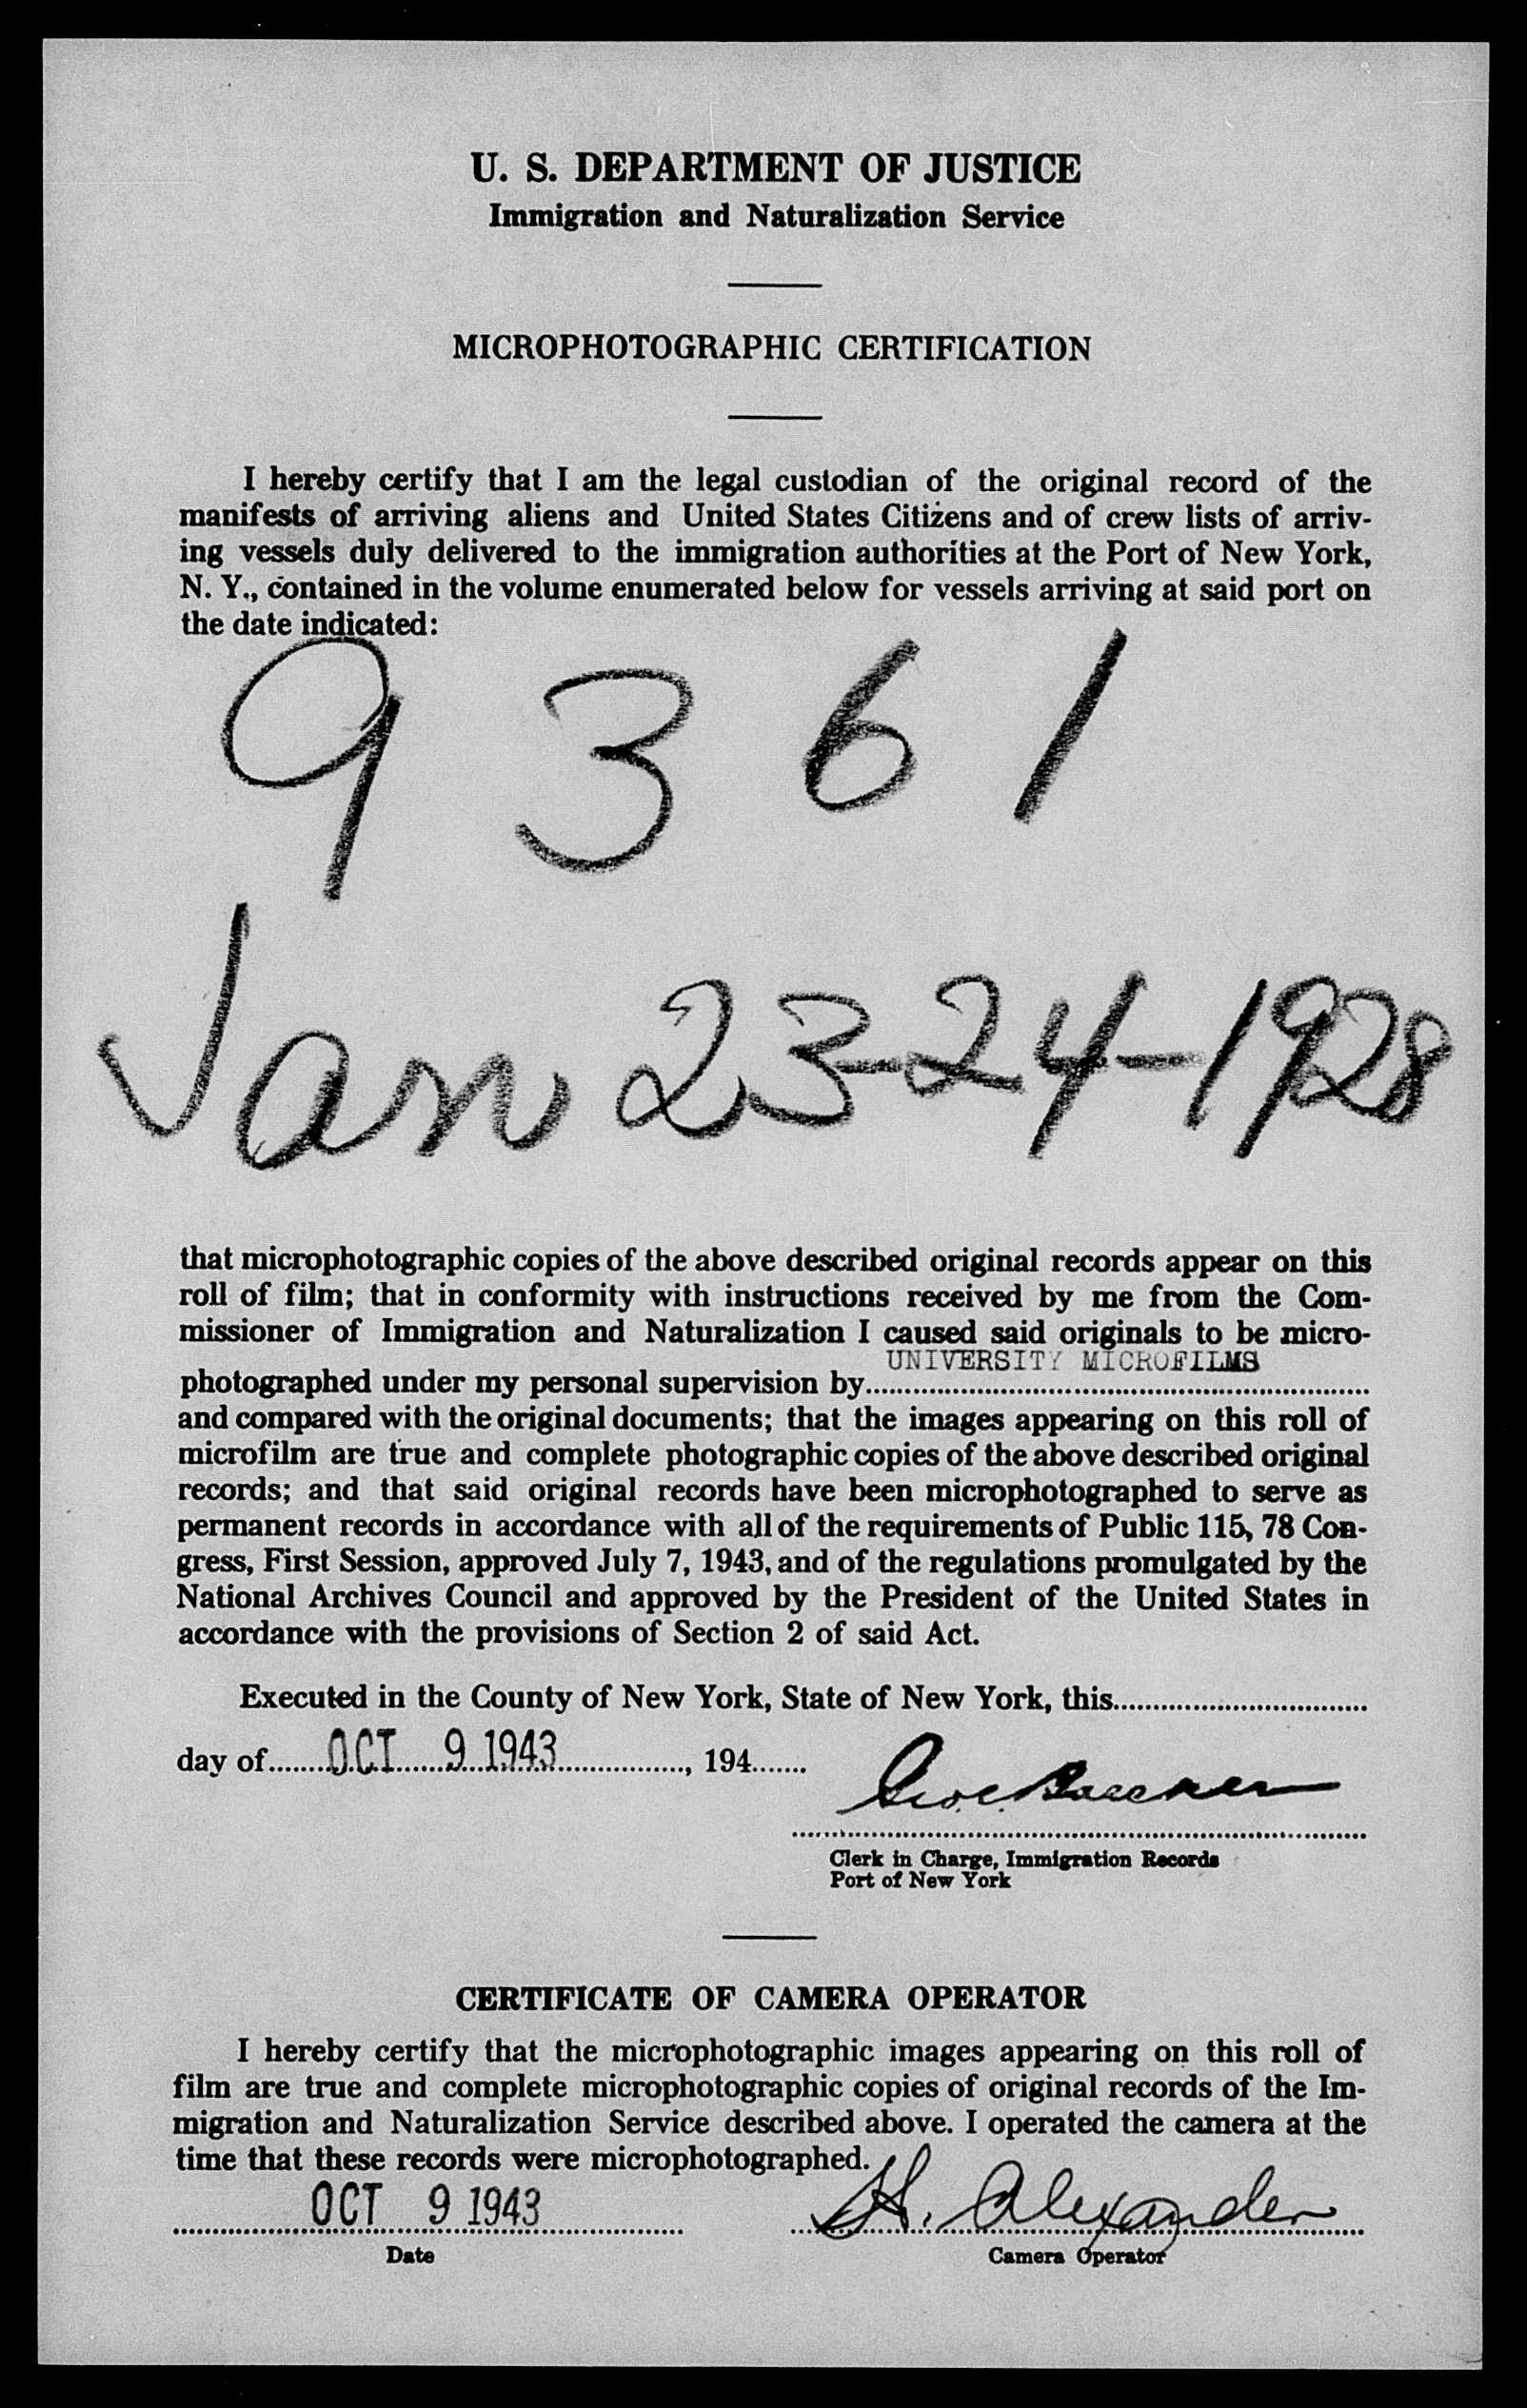 U. S. DEPARTMENT OF JUSTICE
Immigration and Naturalization Service
MICROPHOTOGRAPHIC CERTIFICATION
I hereby certify that I am the legal custodian of the original record of the
manifests of arriving aliens and United States Citizens and of crew lists of arriv-
ing vessels duly delivered to the immigration authorities at the Port of New York,
N. Y., contained in the volume enumerated below for vessels arriving at said port on
the date indicated:
9 3 6 1
Jan 23-24-1928
that microphotographic copies of the above described original records appear on this
roll of film; that in conformity with instructions received by me from the Com-
missioner of Immigration and Naturalization I caused said originals to be micro-
UNIVERSITY MICROFILMS
photographed under my personal supervision by
and compared with the original documents; that the images appearing on this roll of
microfilm are true and complete photographic copies of the above described original
records; and that said original records have been microphotographed to serve as
permanent records in accordance with all of the requirements of Public 115, 78 Con-
gress, First Session, approved July 7, 1943, and of the regulations promulgated by the
National Archives Council and approved by the President of the United States in
accordance with the provisions of Section 2 of said Act.
Executed in the County of New York, State of New York, this
day of OCT 9 1943, 194
Clerk in Charge, Immigration Records
Port of New York
CERTIFICATE OF CAMERA OPERATOR
I hereby certify that the microphotographic images appearing on this roll of
film are true and complete microphotographic copies of original records of the Im-
migration and Naturalization Service described above. I operated the camera at the
time that these records were microphotographed.
OCT 9 1943 H. Alexander
Date Camera Operator